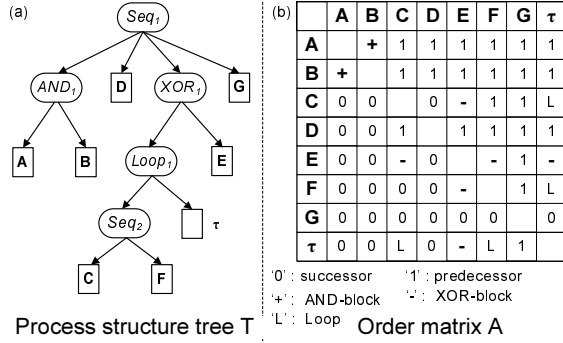 (a)
Seq1
AND1 D XOR1 G
A B Loop1 E
Seq2 τ
C F
Process structure tree T
(b)
A B C D E F G τ
A + 1 1 1 1 1 1
B + 1 1 1 1 1 1
C 0 0 0 - 1 1 L
D 0 0 1 1 1 1 1
E 0 0 - 0 - 1 -
F 0 0 0 0 - 1 L
G 0 0 0 0 0 0 0
τ 0 0 L 0 - L 1
'0' : successor '1' : predecessor
'+' : AND-block '-' : XOR-block
'L' : Loop
Order matrix A